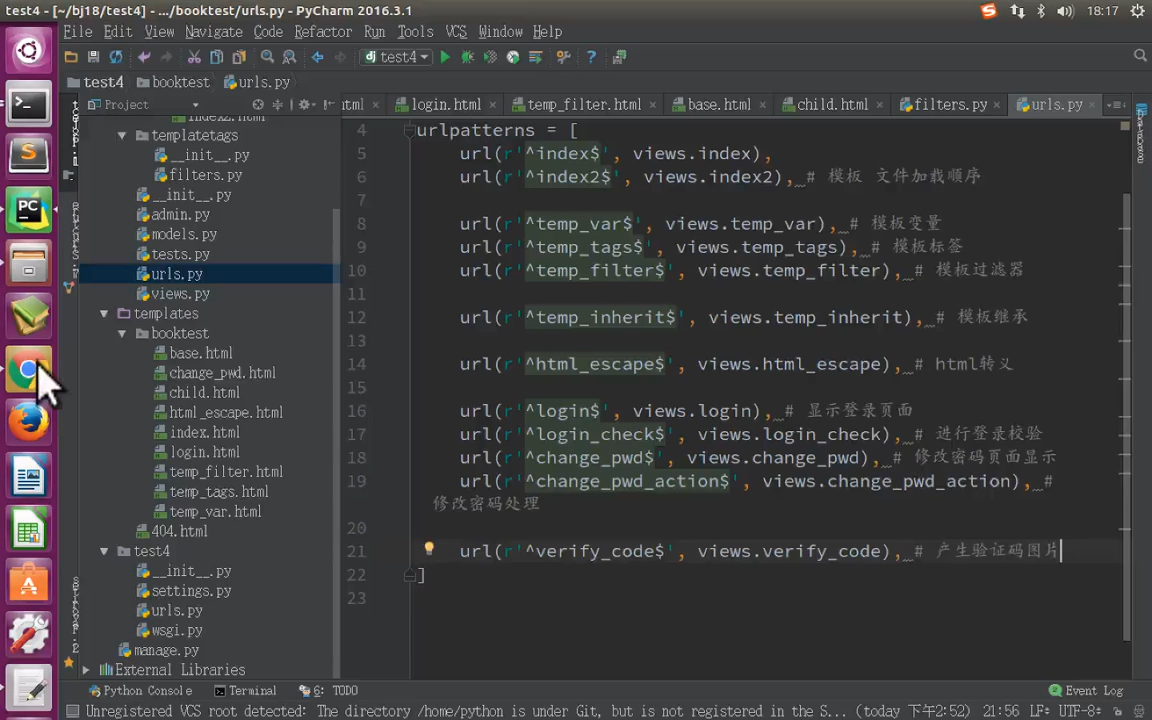 test4 - [~/bj18/test4] - .../booktest/urls.py - PyCharm 2016.3.1
18:17
File Edit View Navigate Code Refactor Run Tools VCS Window Help
test4
test4 booktest urls.py
Project
tml login.html temp_filter.html base.html child.html filters.py urls.py
index2.html
templatetags
__init__.py
filters.py
__init__.py
admin.py
models.py
tests.py
urls.py
views.py
templates
booktest
base.html
change_pwd.html
child.html
html_escape.html
index.html
login.html
temp_filter.html
temp_tags.html
temp_var.html
404.html
test4
__init__.py
settings.py
urls.py
wsgi.py
manage.py
External Libraries
4 urlpatterns = [
5 url(r'^index$', views.index),
6 url(r'^index2$', views.index2), # 模板 文件加载顺序
7
8 url(r'^temp_var$', views.temp_var), # 模板变量
9 url(r'^temp_tags$', views.temp_tags), # 模板标签
10 url(r'^temp_filter$', views.temp_filter), # 模板过滤器
11
12 url(r'^temp_inherit$', views.temp_inherit), # 模板继承
13
14 url(r'^html_escape$', views.html_escape), # html转义
15
16 url(r'^login$', views.login), # 显示登录页面
17 url(r'^login_check$', views.login_check), # 进行登录校验
18 url(r'^change_pwd$', views.change_pwd), # 修改密码页面显示
19 url(r'^change_pwd_action$', views.change_pwd_action), #
修改密码处理
20
21 url(r'^verify_code$', views.verify_code), # 产生验证码图片
22 ]
23
Python Console Terminal 6: TODO Event Log
Unregistered VCS root detected: The directory /home/python is under Git, but is not registered in the S... (today 下午2:52) 21:56 LF÷ UTF-8÷